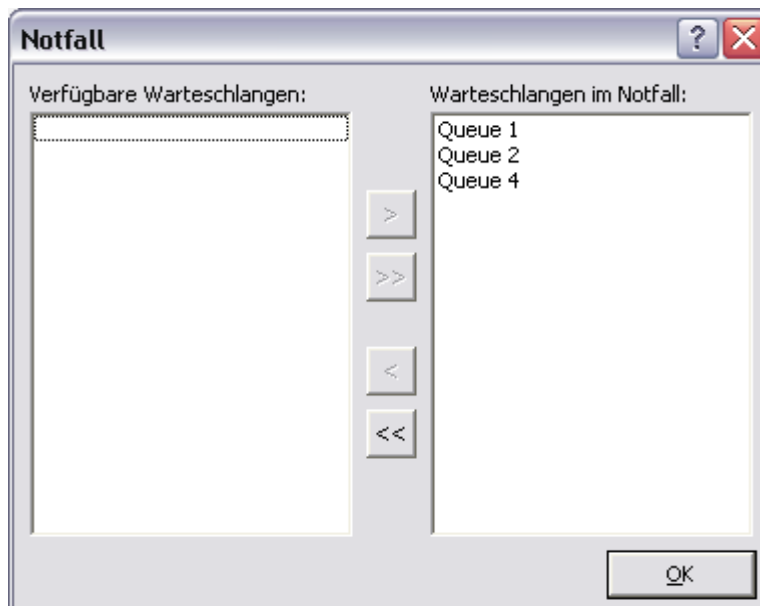 Notfall
?
Verfügbare Warteschlangen:
Warteschlangen im Notfall:
Queue 1
Queue 2
Queue 4
>
>>
<
<<
OK